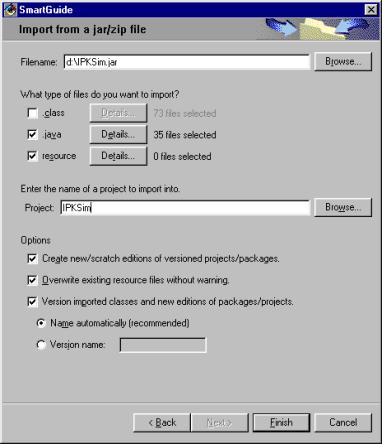 SmartGuide
Import from a jar/zip file
Filename: d:\IPKSim.jar Browse...
What type of files do you want to import?
.class Details... 73 files selected
.java Details... 35 files selected
resource Details... 0 files selected
Enter the name of a project to import into.
Project: IPKSim Browse...
Options
Create new/scratch editions of versioned projects/packages.
Overwrite existing resource files without warning.
Version imported classes and new editions of packages/projects.
Name automatically (recommended)
Version name:
< Back Next > Finish Cancel